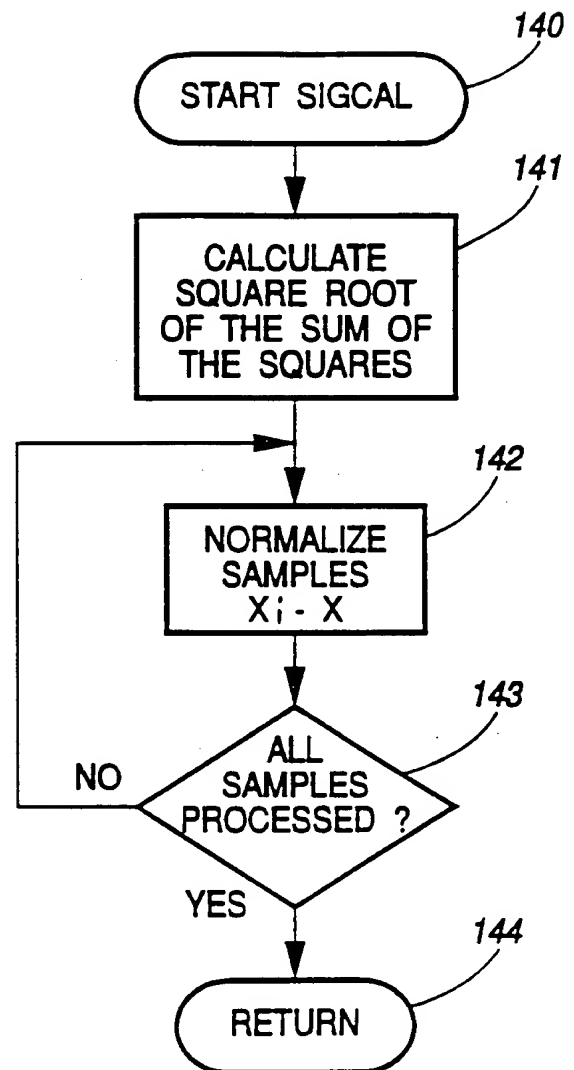 140
START SIGCAL
141
CALCULATE
SQUARE ROOT
OF THE SUM OF
THE SQUARES
142
NORMALIZE
SAMPLES
Xi - X
143
ALL
SAMPLES
PROCESSED ?
NO
YES
144
RETURN